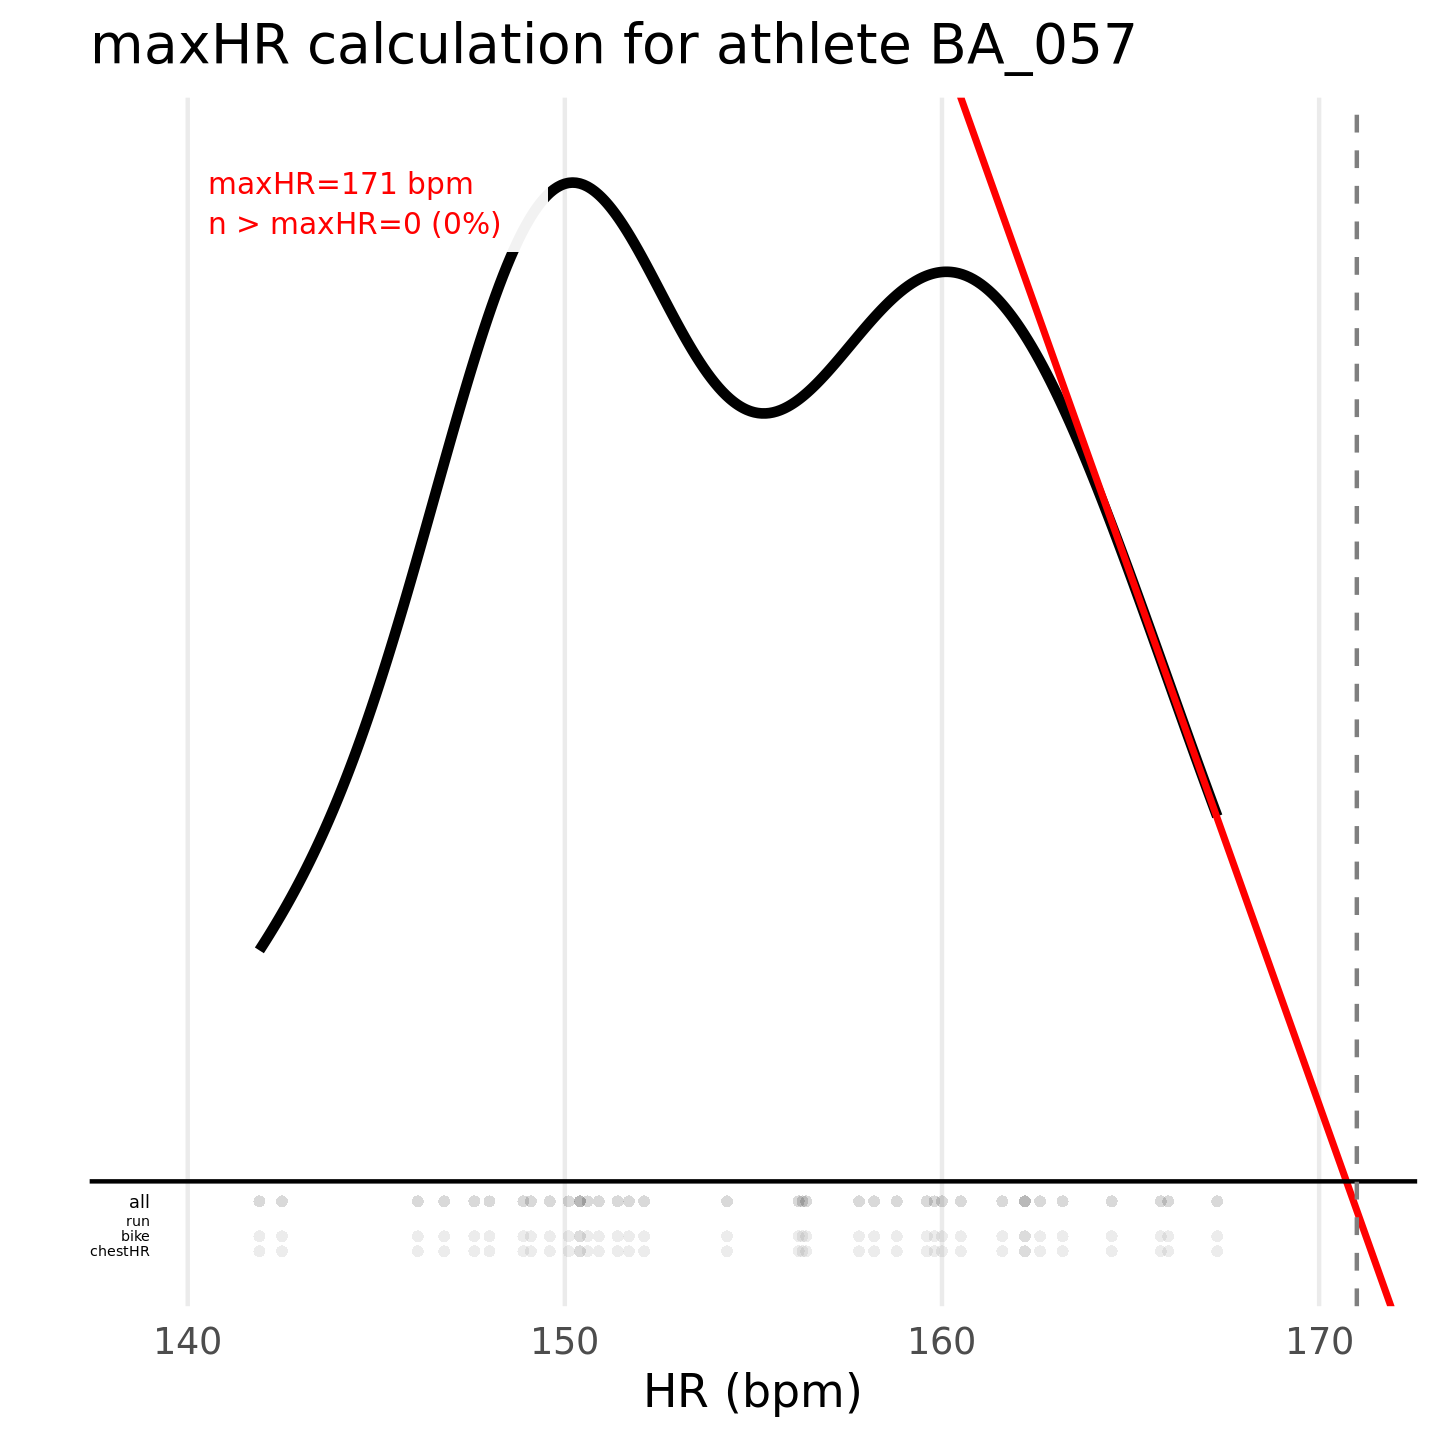 maxHR calculation for athlete BA_057
maxHR=171 bpm
n > maxHR=0 (0%)
all
run
bike
chestHR
140 150 160 170
HR (bpm)